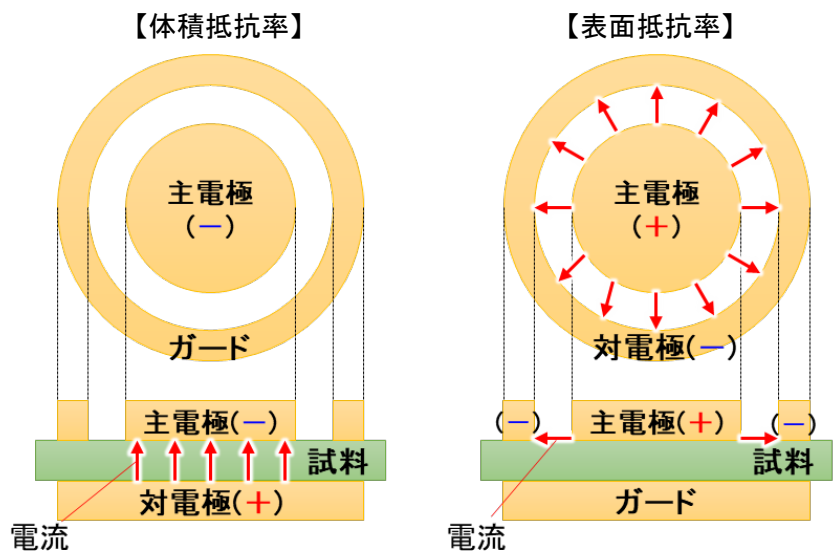 【体積抵抗率】
主電極
(－)
ガード
主電極(－)
試料
対電極(＋)
電流
【表面抵抗率】
主電極
(＋)
対電極(－)
(－)
主電極(＋)
(－)
試料
ガード
電流